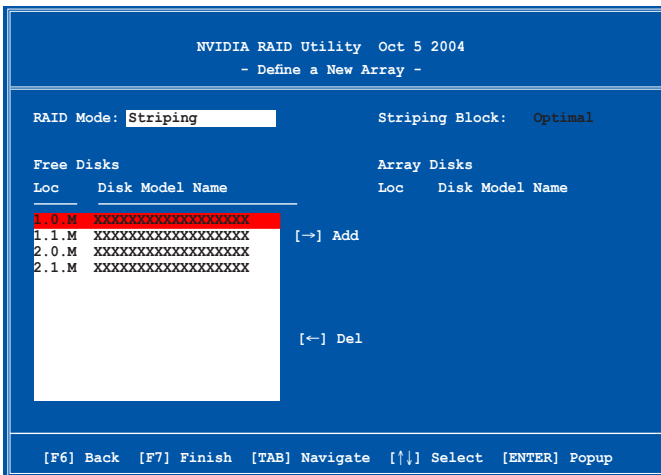 NVIDIA RAID Utility Oct 5 2004
- Define a New Array -
RAID Mode: Striping Striping Block: Optimal
Free Disks Array Disks
Loc Disk Model Name Loc Disk Model Name
1.0.M XXXXXXXXXXXXXXXXXX
1.1.M XXXXXXXXXXXXXXXXXX [→] Add
2.0.M XXXXXXXXXXXXXXXXXX
2.1.M XXXXXXXXXXXXXXXXXX
[←] Del
[F6] Back [F7] Finish [TAB] Navigate [↑↓] Select [ENTER] Popup